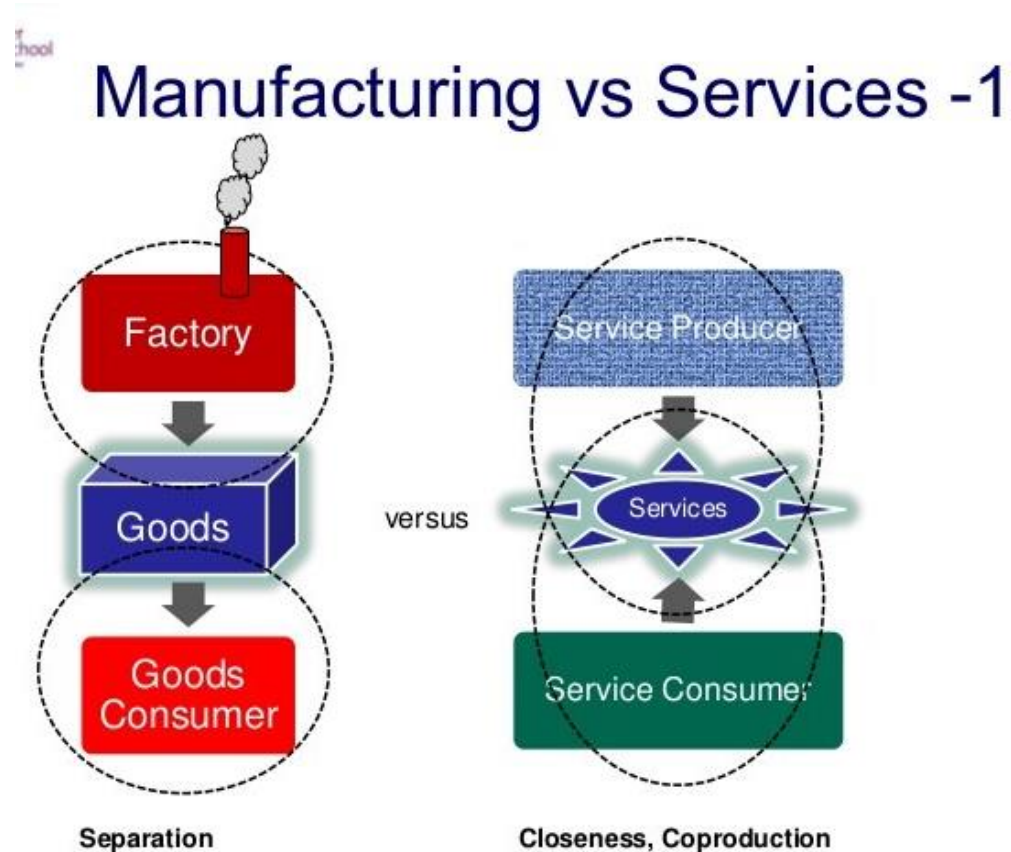 Manufacturing vs Services -1
Factory
Goods
Goods
Consumer
Separation
versus
Service Producer
Services
Service Consumer
Closeness, Coproduction